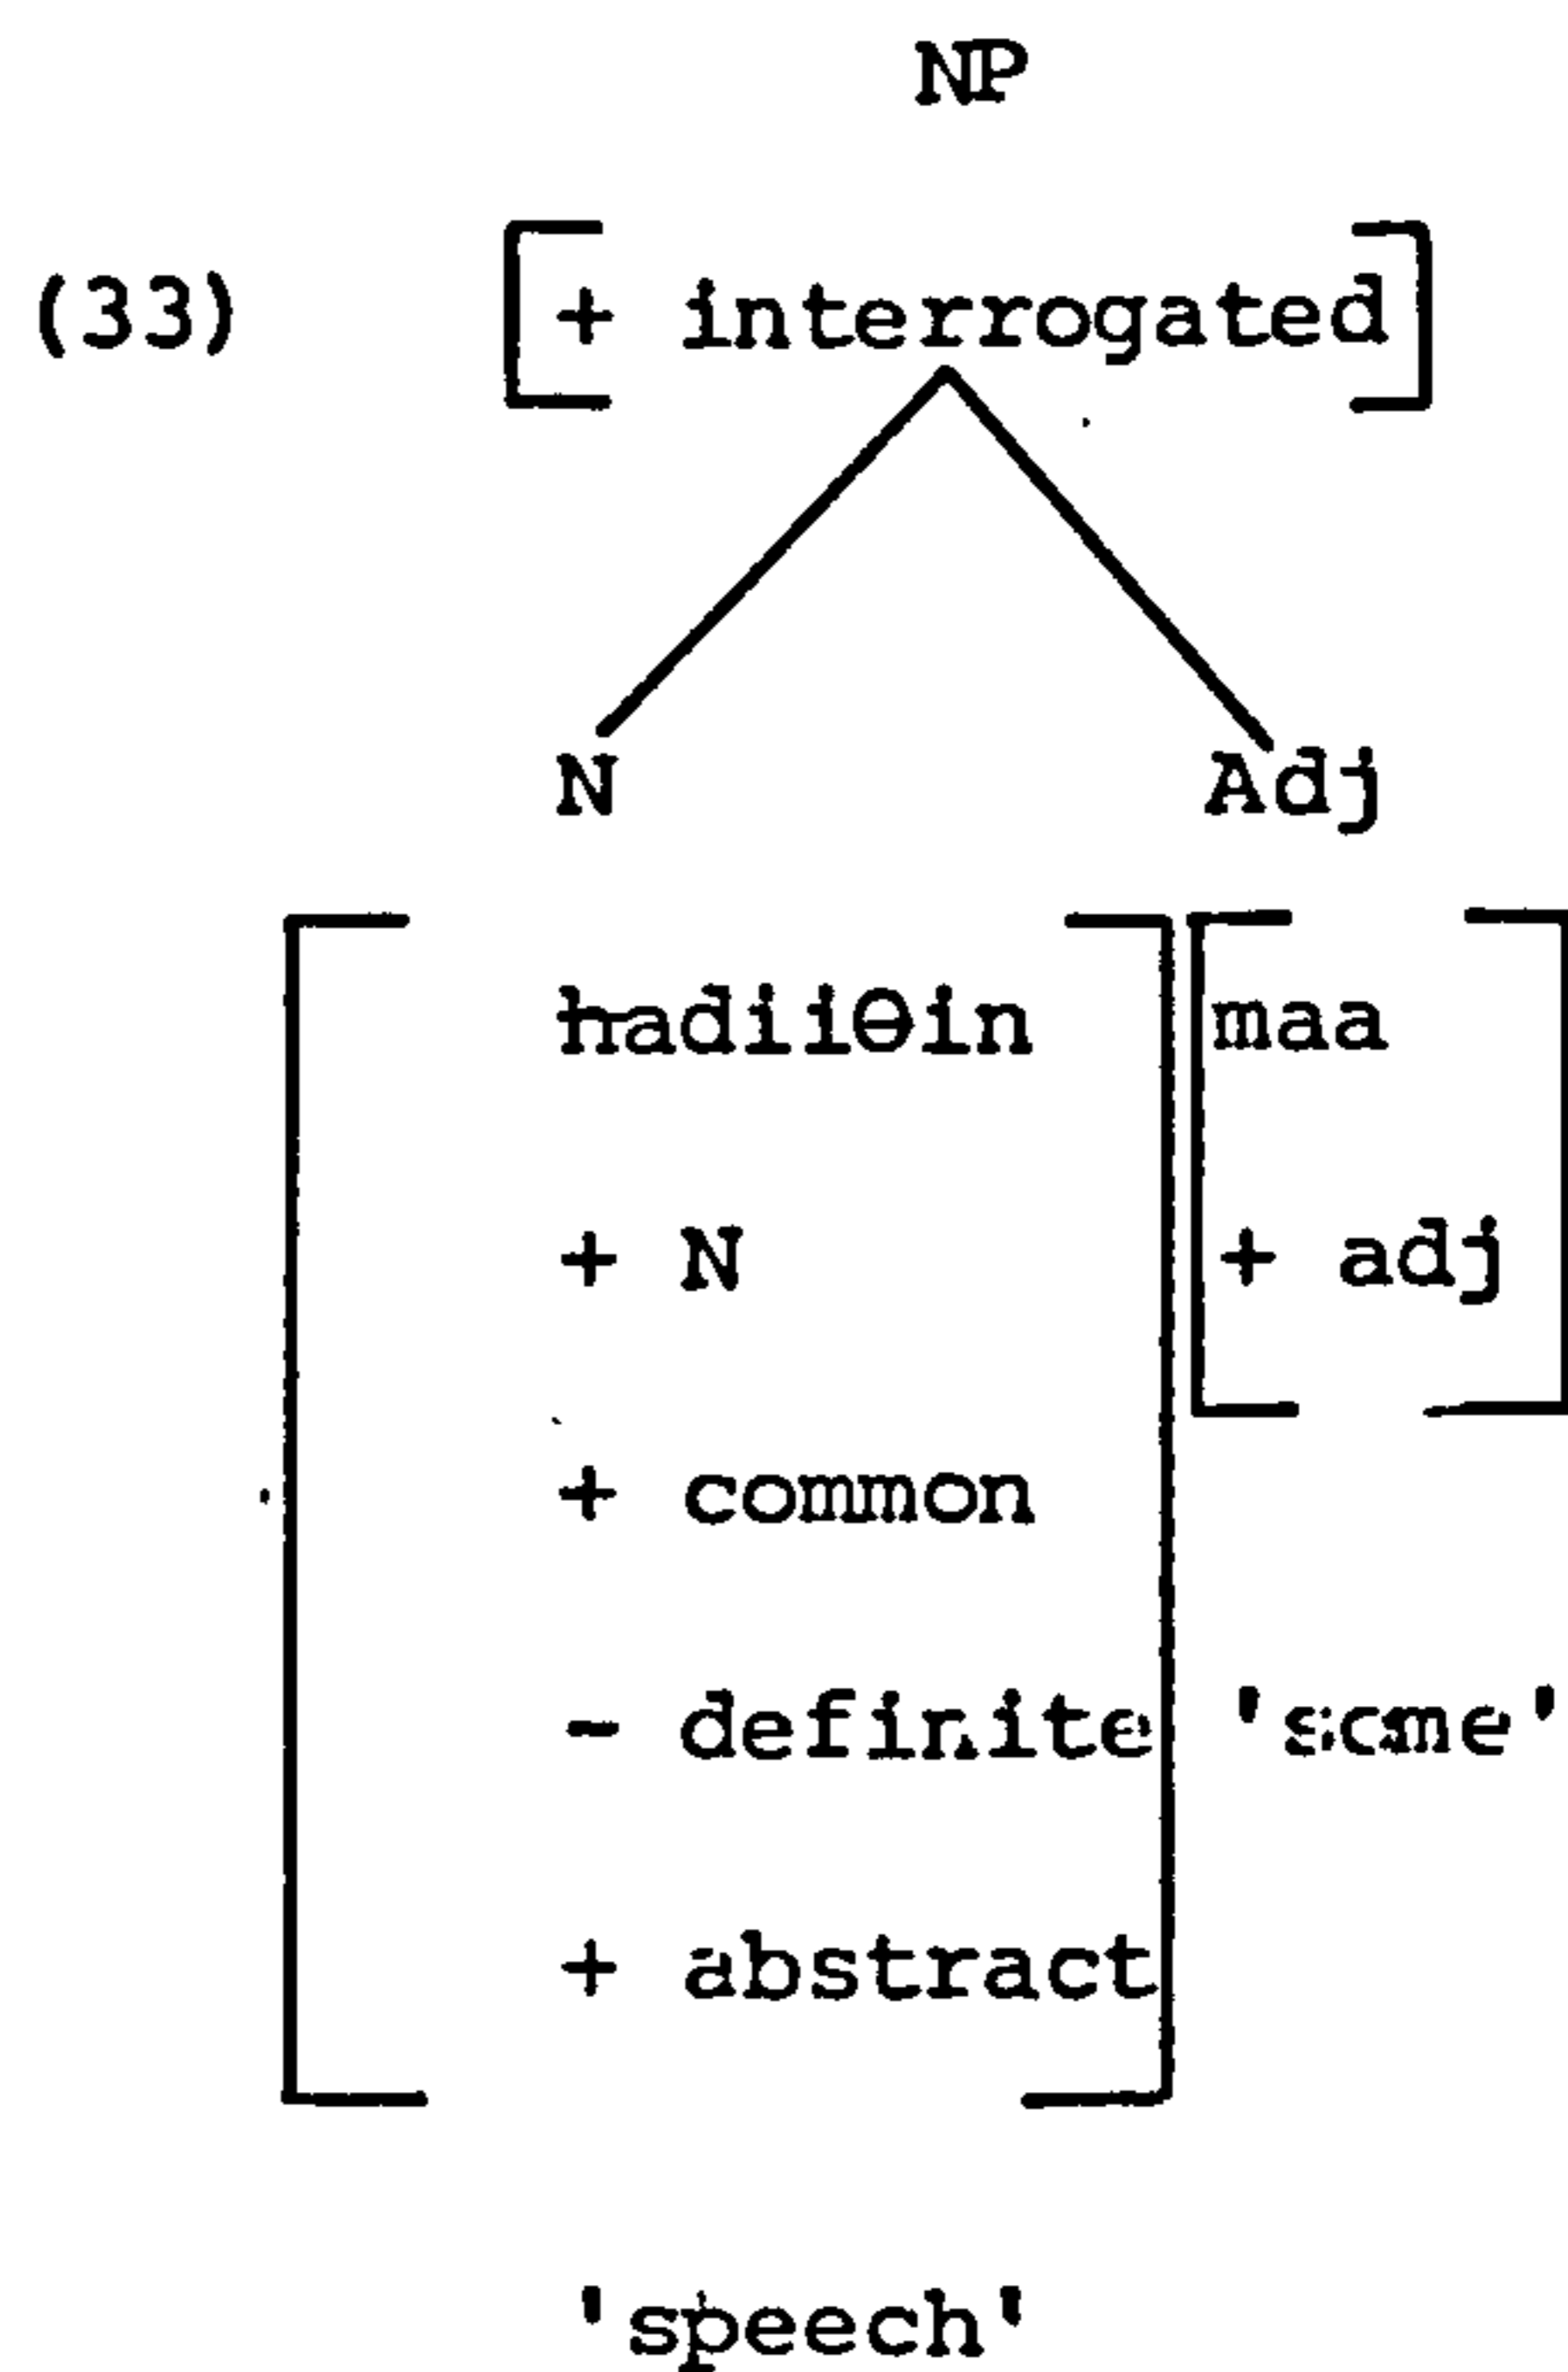 NP
(33) [+ interrogated]
N Adj
ħadiiθin maa
+ N + adj
+ common
- definite 'some'
+ abstract
'speech'